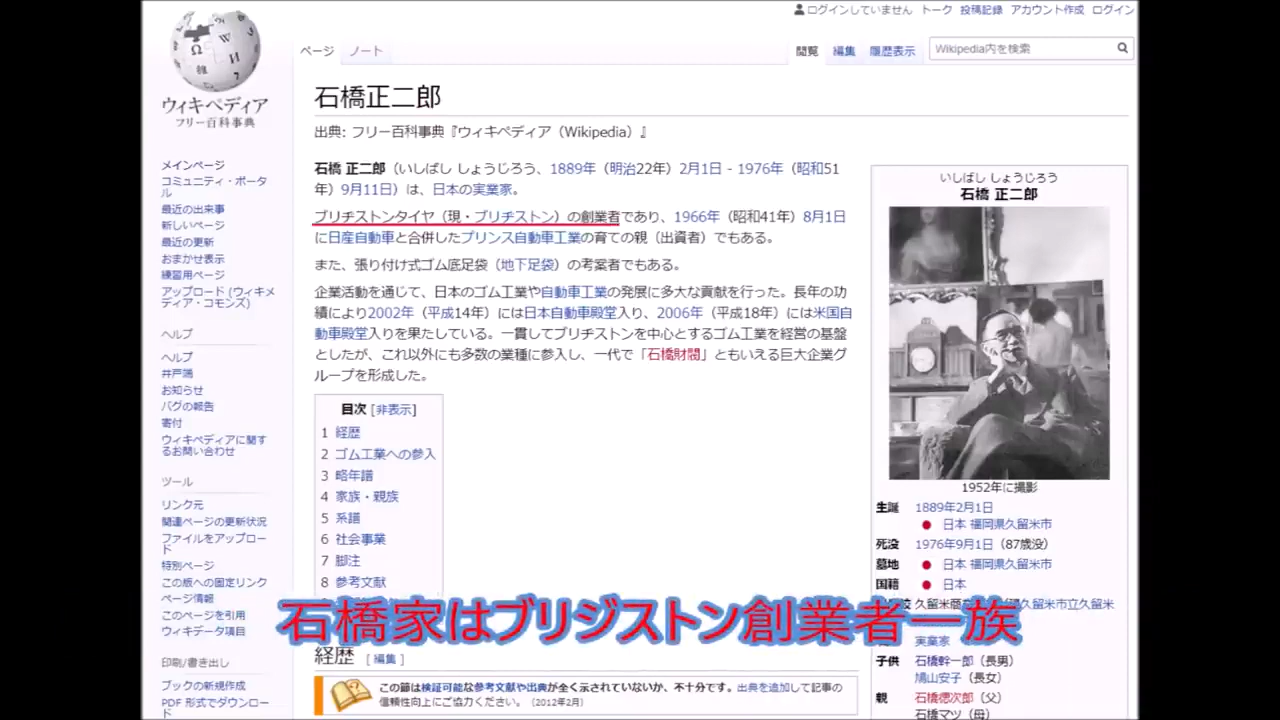 ログインしていません トーク 投稿記録 アカウント作成 ログイン
ページ ノート
閲覧 編集 履歴表示
Wikipedia内を検索
ウィキペディア
フリー百科事典
メインページ
コミュニティ・ポータ
ル
最近の出来事
新しいページ
最近の更新
おまかせ表示
練習用ページ
アップロード (ウィキメ
ディア・コモンズ)
ヘルプ
ヘルプ
井戸端
お知らせ
バグの報告
寄付
ウィキペディアに関す
るお問い合わせ
ツール
リンク元
関連ページの更新状況
ファイルをアップロー
ド
特別ページ
この版への固定リンク
ページ情報
このページを引用
ウィキデータ項目
印刷/書き出し
ブックの新規作成
PDF 形式でダウンロー
ド
石橋正二郎
出典: フリー百科事典『ウィキペディア（Wikipedia）』
石橋 正二郎（いしばし しょうじろう、1889年（明治22年）2月1日 - 1976年（昭和51
年）9月11日）は、日本の実業家。
ブリヂストンタイヤ（現・ブリヂストン）の創業者であり、1966年（昭和41年）8月1日
に日産自動車と合併したプリンス自動車工業の育ての親（出資者）でもある。
また、張り付け式ゴム底足袋（地下足袋）の考案者でもある。
企業活動を通じて、日本のゴム工業や自動車工業の発展に多大な貢献を行った。長年の功
績により2002年（平成14年）には日本自動車殿堂入り、2006年（平成18年）には米国自
動車殿堂入りを果たしている。一貫してブリヂストンを中心とするゴム工業を経営の基盤
としたが、これ以外にも多数の業種に参入し、一代で「石橋財閥」ともいえる巨大企業グ
ループを形成した。
目次 [非表示]
1 経歴
2 ゴム工業への参入
3 略年譜
4 家族・親族
5 系譜
6 社会事業
7 脚注
8 参考文献
石橋家はブリジストン創業者一族
経歴 [編集]
この節は検証可能な参考文献や出典が全く示されていないか、不十分です。出典を追加して記事の
信頼性向上にご協力ください。（2012年2月）
いしばし しょうじろう
石橋 正二郎
1952年に撮影
生誕 1889年2月1日
日本 福岡県久留米市
死没 1976年9月1日（87歳没）
墓地 日本 福岡県久留米市
国籍 日本
久留米商 久留米市立久留米
実業家
子供 石橋幹一郎（長男）
鳩山安子（長女）
親 石橋徳次郎（父）
石橋マツ（母）